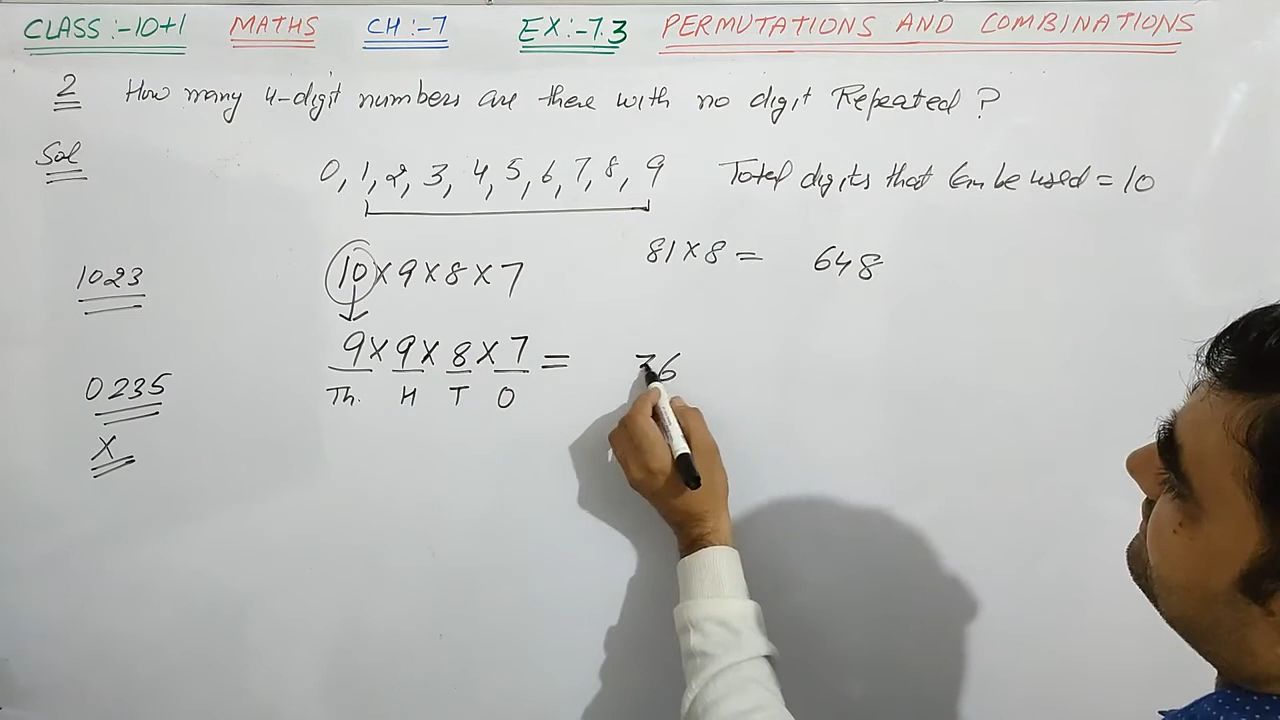 CLASS:-10+1 MATHS CH:-7 EX:-7.3 PERMUTATIONS AND COMBINATIONS
2 How many 4-digit numbers are there with no digit Repeated?
Sol
0, 1, 2, 3, 4, 5, 6, 7, 8, 9 Total digits that can be used = 10
1023 10×9×8×7 81×8= 648
9×9×8×7= 36
Th. H T O
0235
X